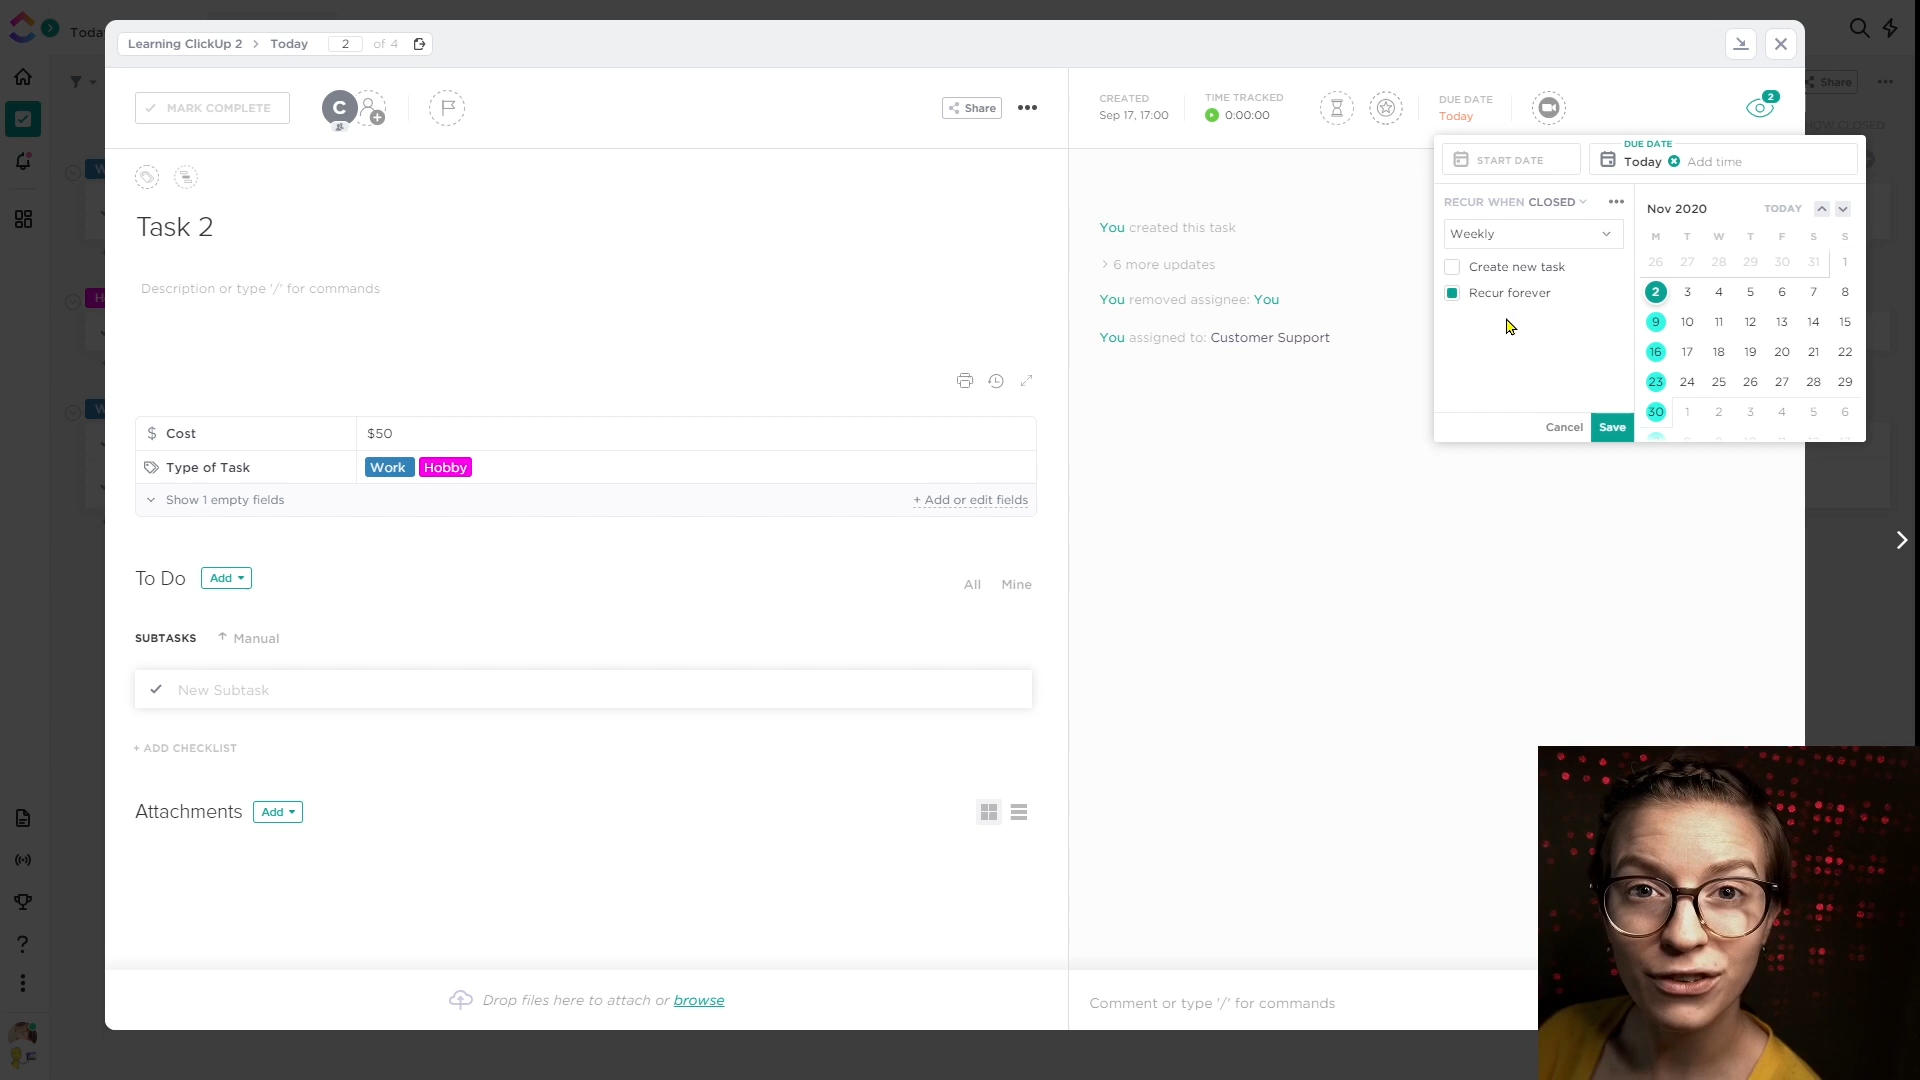 Toda
Learning ClickUp 2 > Today 2 of 4
MARK COMPLETE
C
Share
CREATED
Sep 17, 17:00
TIME TRACKED
0:00:00
DUE DATE
Today
2
Share
HOW CLOSED
Task 2
Description or type '/' for commands
$ Cost $50
Type of Task Work Hobby
Show 1 empty fields + Add or edit fields
To Do Add
All Mine
SUBTASKS Manual
New Subtask
+ ADD CHECKLIST
Attachments Add
Drop files here to attach or browse
You created this task
> 6 more updates
You removed assignee: You
You assigned to: Customer Support
Comment or type '/' for commands
START DATE
DUE DATE
Today Add time
RECUR WHEN CLOSED
Weekly
Create new task
Recur forever
Cancel Save
Nov 2020 TODAY
M T W T F S S
26 27 28 29 30 31 1
2 3 4 5 6 7 8
9 10 11 12 13 14 15
16 17 18 19 20 21 22
23 24 25 26 27 28 29
30 1 2 3 4 5 6